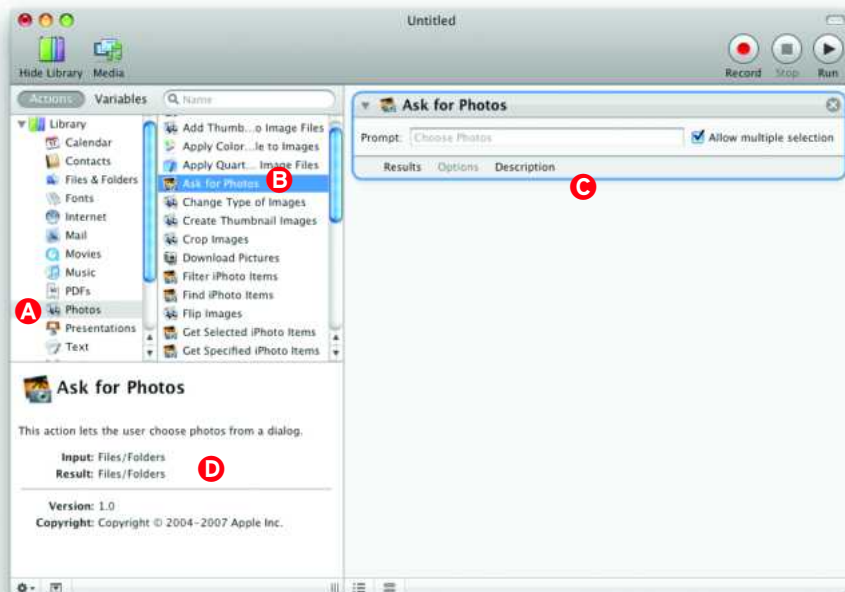 Untitled
Hide Library Media
Record Stop Run
Actions Variables Name
Library
Calendar
Contacts
Files & Folders
Fonts
Internet
Mail
Movies
Music
PDFs
A Photos
Presentations
Text
Add Thumb...o Image Files
Apply Color...le to Images
Apply Quart... Image Files
Ask for Photos B
Change Type of Images
Create Thumbnail Images
Crop Images
Download Pictures
Filter iPhoto Items
Find iPhoto Items
Flip Images
Get Selected iPhoto Items
Get Specified iPhoto Items
Ask for Photos
Prompt: Choose Photos Allow multiple selection
Results Options Description
C
Ask for Photos
This action lets the user choose photos from a dialog.
Input: Files/Folders
Result: Files/Folders
D
Version: 1.0
Copyright: Copyright © 2004–2007 Apple Inc.